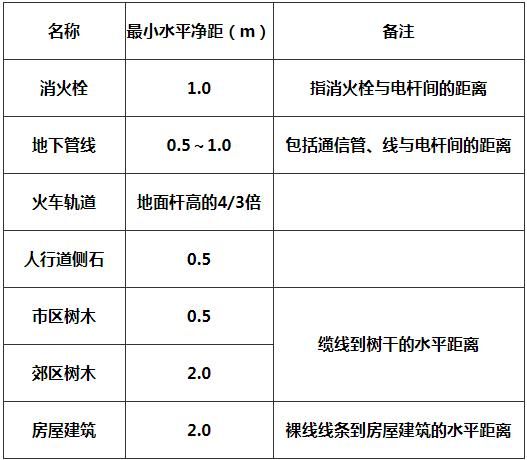 名称 最小水平净距（m） 备注
消火栓 1.0 指消火栓与电杆间的距离
地下管线 0.5～1.0 包括通信管、线与电杆间的距离
火车轨道 地面杆高的4/3倍
人行道侧石 0.5
市区树木 0.5 缆线到树干的水平距离
郊区树木 2.0
房屋建筑 2.0 裸线线条到房屋建筑的水平距离